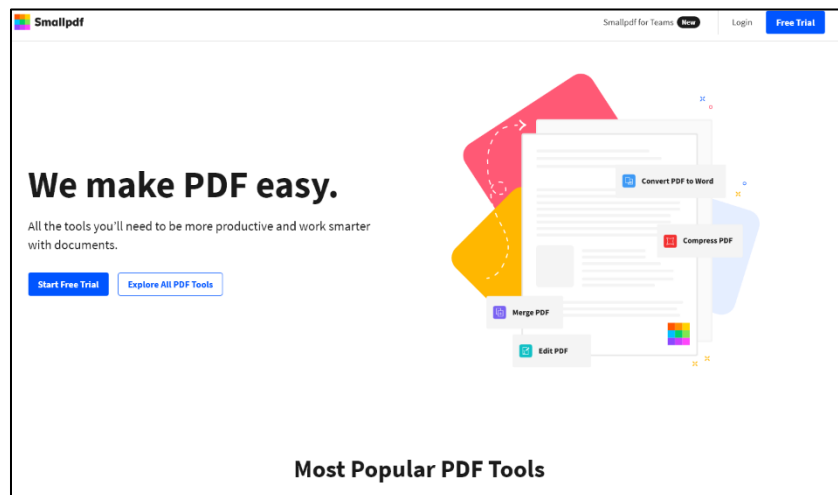 Smallpdf
Smallpdf for Teams New Login Free Trial
We make PDF easy.
All the tools you'll need to be more productive and work smarter
with documents.
Start Free Trial Explore All PDF Tools
Convert PDF to Word
Compress PDF
Merge PDF
Edit PDF
Most Popular PDF Tools